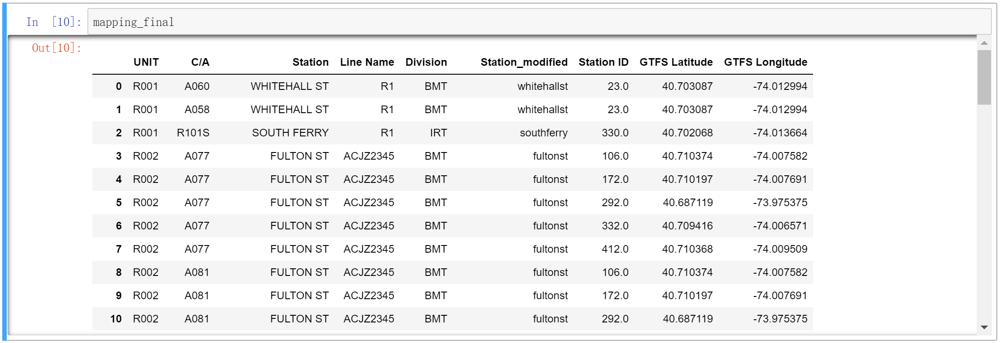 In [10]: mapping_final
Out[10]:
UNIT C/A Station Line Name Division Station_modified Station ID GTFS Latitude GTFS Longitude
0 R001 A060 WHITEHALL ST R1 BMT whitehallst 23.0 40.703087 -74.012994
1 R001 A058 WHITEHALL ST R1 BMT whitehallst 23.0 40.703087 -74.012994
2 R001 R101S SOUTH FERRY R1 IRT southferry 330.0 40.702068 -74.013664
3 R002 A077 FULTON ST ACJZ2345 BMT fultonst 106.0 40.710374 -74.007582
4 R002 A077 FULTON ST ACJZ2345 BMT fultonst 172.0 40.710197 -74.007691
5 R002 A077 FULTON ST ACJZ2345 BMT fultonst 292.0 40.687119 -73.975375
6 R002 A077 FULTON ST ACJZ2345 BMT fultonst 332.0 40.709416 -74.006571
7 R002 A077 FULTON ST ACJZ2345 BMT fultonst 412.0 40.710368 -74.009509
8 R002 A081 FULTON ST ACJZ2345 BMT fultonst 106.0 40.710374 -74.007582
9 R002 A081 FULTON ST ACJZ2345 BMT fultonst 172.0 40.710197 -74.007691
10 R002 A081 FULTON ST ACJZ2345 BMT fultonst 292.0 40.687119 -73.975375